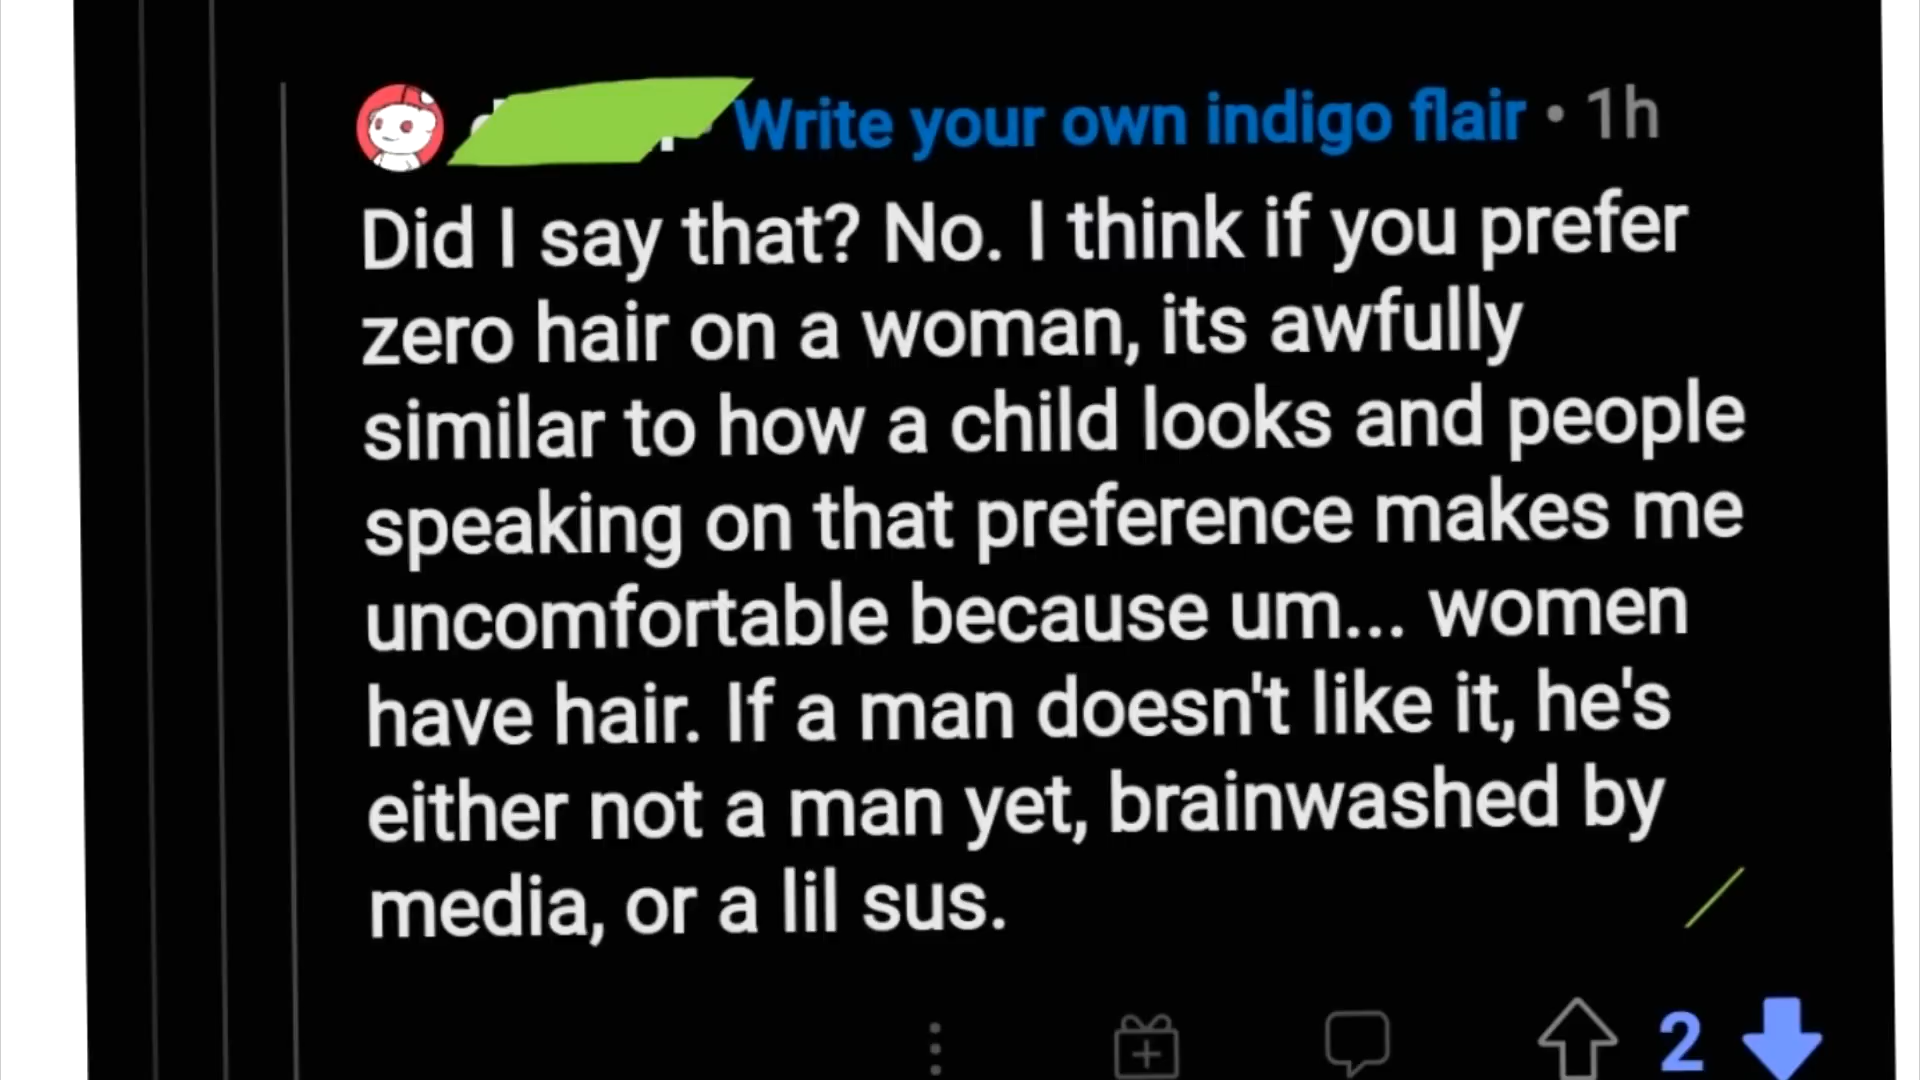 Write your own indigo flair • 1h
Did I say that? No. I think if you prefer
zero hair on a woman, its awfully
similar to how a child looks and people
speaking on that preference makes me
uncomfortable because um... women
have hair. If a man doesn't like it, he's
either not a man yet, brainwashed by
media, or a lil sus.
2